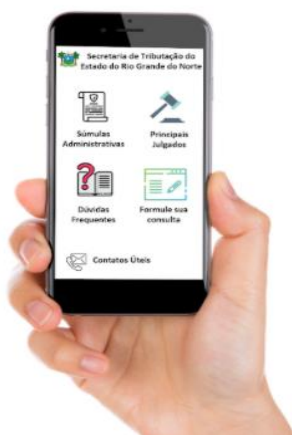 Secretaria de Tributação do
Estado do Rio Grande do Norte
Súmulas
Administrativas
Principais
Julgados
Dúvidas
Frequentes
Formule sua
consulta
Contatos Úteis